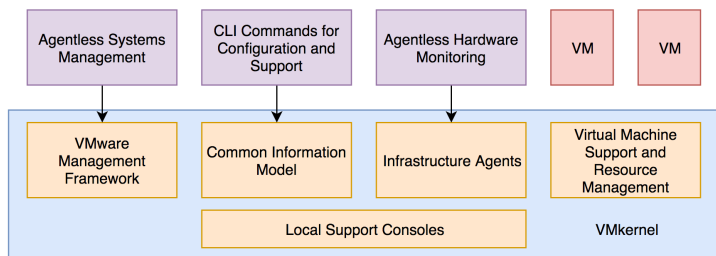 Agentless Systems
Management
CLI Commands for
Configuration and
Support
Agentless Hardware
Monitoring
VM
VM
VMware
Management
Framework
Common Information
Model
Infrastructure Agents
Virtual Machine
Support and
Resource
Management
Local Support Consoles
VMkernel